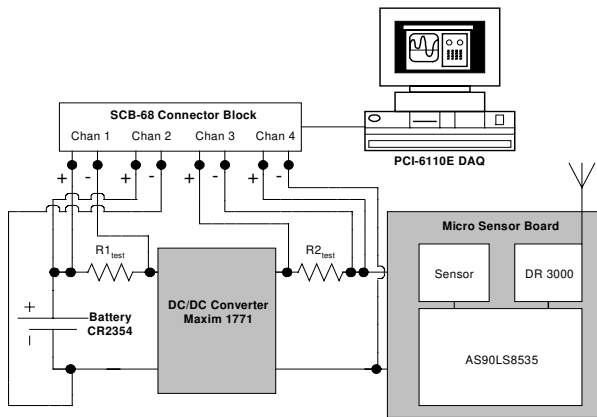 SCB-68 Connector Block
Chan 1 Chan 2 Chan 3 Chan 4
PCI-6110E DAQ
+ - + - + - + -
R1test
R2test
Micro Sensor Board
Sensor
DR 3000
+
Battery
CR2354
-
DC/DC Converter
Maxim 1771
AS90LS8535